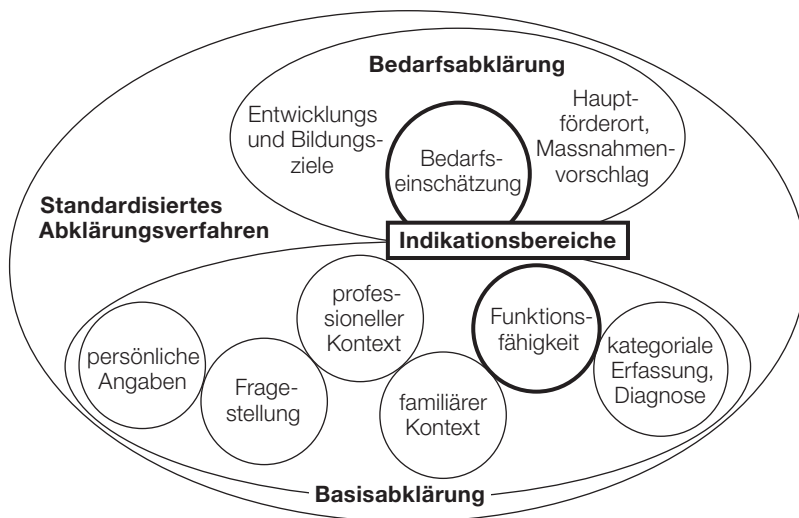 Bedarfsabklärung
Entwicklungs
und Bildungs-
ziele
Bedarfs-
einschätzung
Haupt-
förderort,
Massnahmen-
vorschlag
Standardisiertes
Abklärungsverfahren
Indikationsbereiche
persönliche
Angaben
Frage-
stellung
profes-
sioneller
Kontext
familiärer
Kontext
Funktions-
fähigkeit
kategoriale
Erfassung,
Diagnose
Basisabklärung